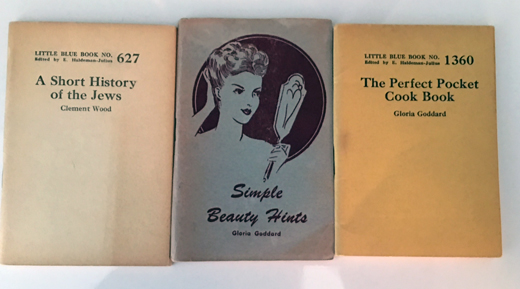 LITTLE BLUE BOOK NO. 627
Edited by E. Haldeman-Julius
A Short History
of the Jews
Clement Wood
Simple
Beauty Hints
Gloria Goddard
LITTLE BLUE BOOK NO. 1360
Edited by E. Haldeman-Julius
The Perfect Pocket
Cook Book
Gloria Goddard